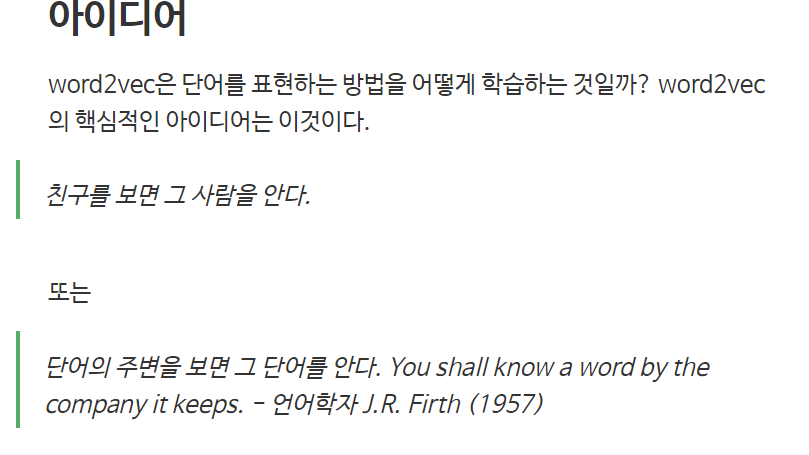 아이디어
word2vec은 단어를 표현하는 방법을 어떻게 학습하는 것일까? word2vec
의 핵심적인 아이디어는 이것이다.
친구를 보면 그 사람을 안다.
또는
단어의 주변을 보면 그 단어를 안다. You shall know a word by the
company it keeps. – 언어학자 J.R. Firth (1957)